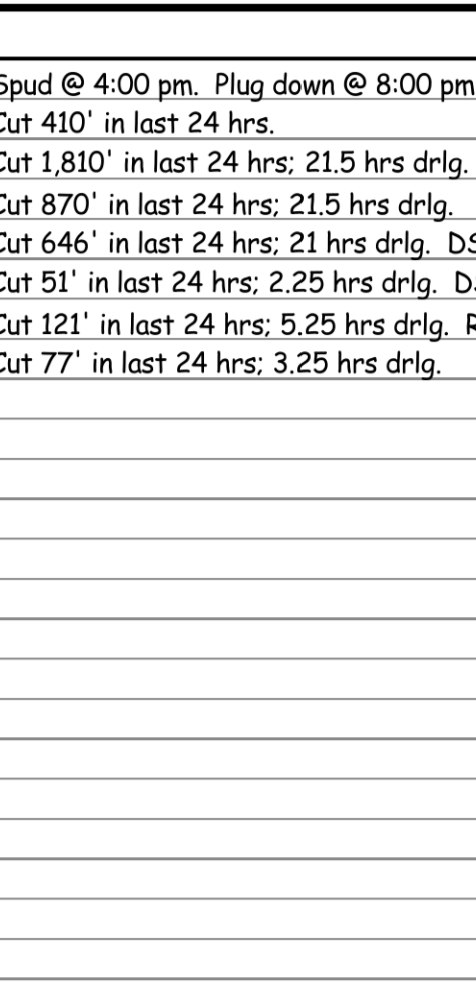 Spud @ 4:00 pm. Plug down @ 8:00 pm
Cut 410' in last 24 hrs.
Cut 1,810' in last 24 hrs; 21.5 hrs drlg.
Cut 870' in last 24 hrs; 21.5 hrs drlg.
Cut 646' in last 24 hrs; 21 hrs drlg. DS
Cut 51' in last 24 hrs; 2.25 hrs drlg.
Cut 121' in last 24 hrs; 5.25 hrs drlg.
Cut 77' in last 24 hrs; 3.25 hrs drlg.